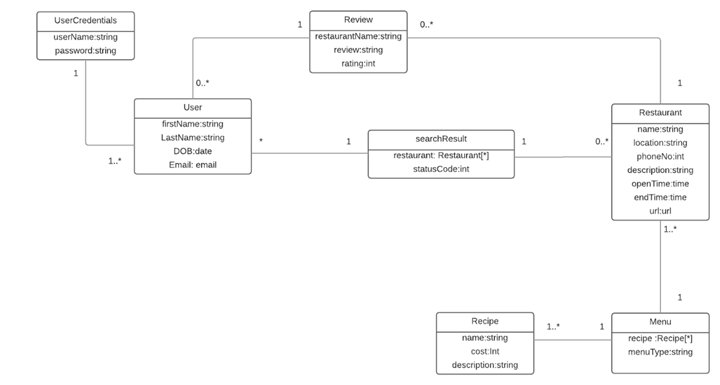 UserCredentials
userName:string
password:string
1
1..*
Review
restaurantName:string
review:string
rating:int
1
0..*
0..*
1
User
firstName:string
LastName:string
DOB:date
Email: email
*
1
searchResult
restaurant: Restaurant[*]
statusCode:int
1
0..*
Restaurant
name:string
location:string
phoneNo:int
description:string
openTime:time
endTime:time
url:url
1..*
1
Recipe
name:string
cost:Int
description:string
1..*
1
Menu
recipe :Recipe[*]
menuType:string